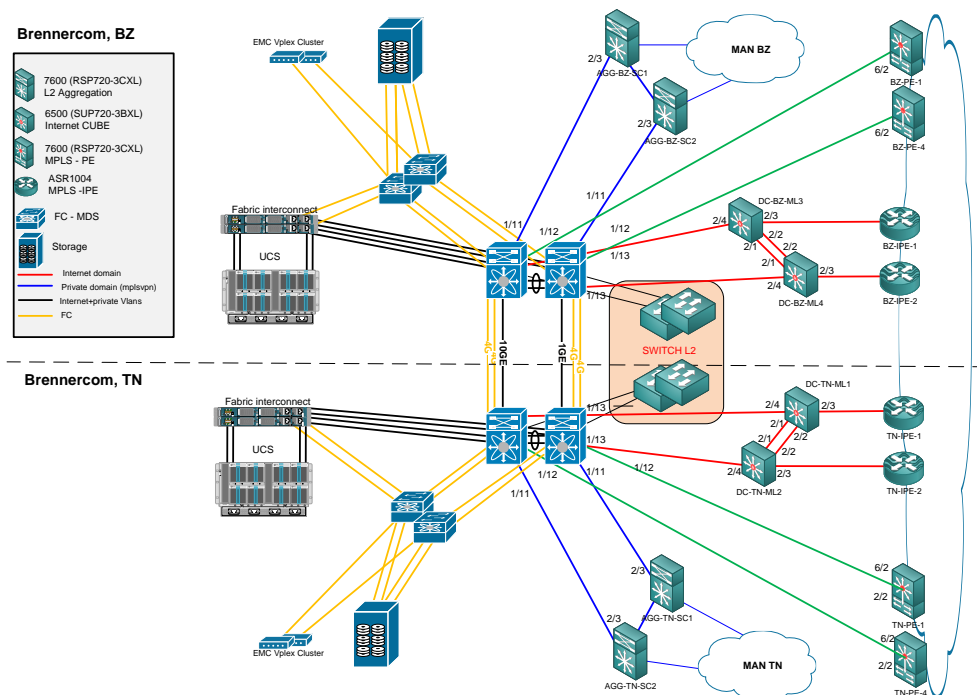 Brennercom, BZ
7600 (RSP720-3CXL)
L2 Aggregation
6500 (SUP720-3BXL)
Internet CUBE
7600 (RSP720-3CXL)
MPLS - PE
ASR1004
MPLS -IPE
FC - MDS
Storage
Internet domain
Private domain (mplsvpn)
Internet+private Vlans
FC
EMC Vplex Cluster
2/3
AGG-BZ-SC1
MAN BZ
2/3
AGG-BZ-SC2
6/2
BZ-PE-1
6/2
BZ-PE-4
Fabric interconnect
UCS
1/11
1/12
1/11
1/12
1/13
1/13
DC-BZ-ML3
2/4
2/3
2/2
2/2
2/1
2/1
2/4
2/3
DC-BZ-ML4
BZ-IPE-1
BZ-IPE-2
4G
10GE
1GE
4G
4G
SWITCH L2
Brennercom, TN
Fabric interconnect
UCS
1/13
1/13
1/12
1/11
1/11
1/12
DC-TN-ML1
2/4
2/3
2/1
2/1
2/2
2/2
2/4
2/3
DC-TN-ML2
TN-IPE-1
TN-IPE-2
EMC Vplex Cluster
2/3
AGG-TN-SC1
2/3
AGG-TN-SC2
MAN TN
6/2
2/2
TN-PE-1
6/2
2/2
TN-PE-4